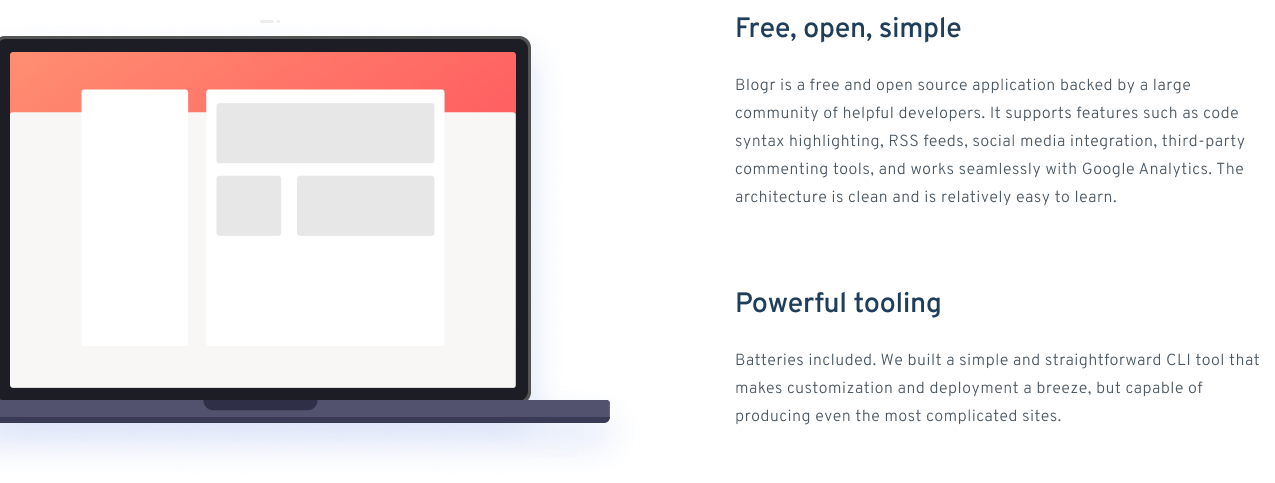 Free, open, simple
Blogr is a free and open source application backed by a large
community of helpful developers. It supports features such as code
syntax highlighting, RSS feeds, social media integration, third-party
commenting tools, and works seamlessly with Google Analytics. The
architecture is clean and is relatively easy to learn.
Powerful tooling
Batteries included. We built a simple and straightforward CLI tool that
makes customization and deployment a breeze, but capable of
producing even the most complicated sites.